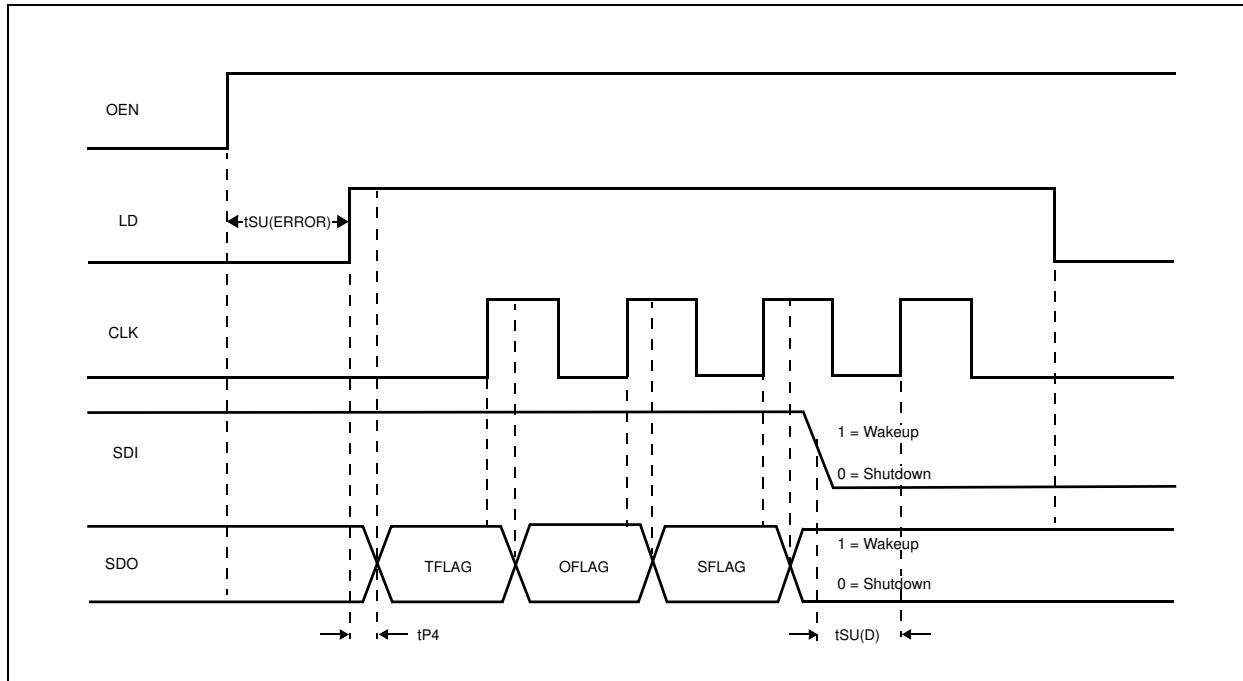 OEN
LD
tSU(ERROR)
CLK
SDI
1 = Wakeup
0 = Shutdown
SDO
TFLAG
OFLAG
SFLAG
1 = Wakeup
0 = Shutdown
tP4
tSU(D)